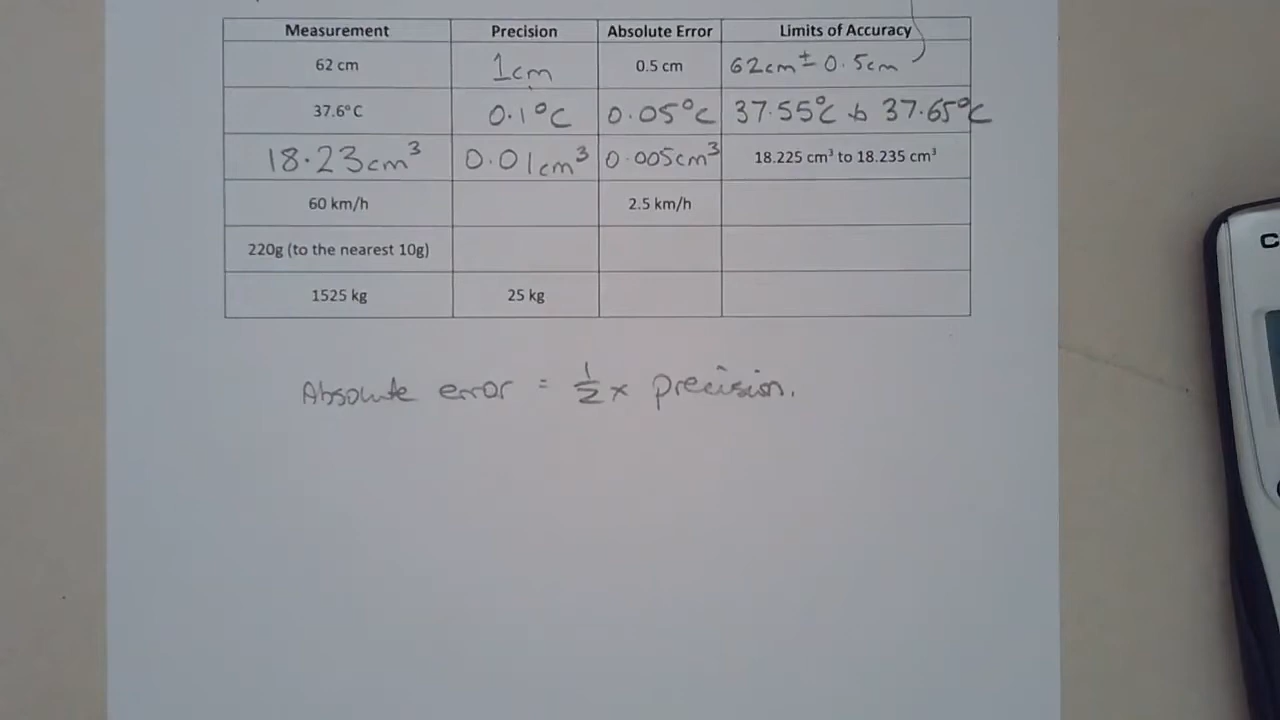 Measurement Precision Absolute Error Limits of Accuracy
62 cm 1cm 0.5 cm 62cm ± 0.5cm
37.6°C 0.1°C 0.05°C 37.55°C to 37.65°C
18.23cm³ 0.01cm³ 0.005cm³ 18.225 cm³ to 18.235 cm³
60 km/h 2.5 km/h
220g (to the nearest 10g)
1525 kg 25 kg
Absolute error = 1/2 x precision.
C